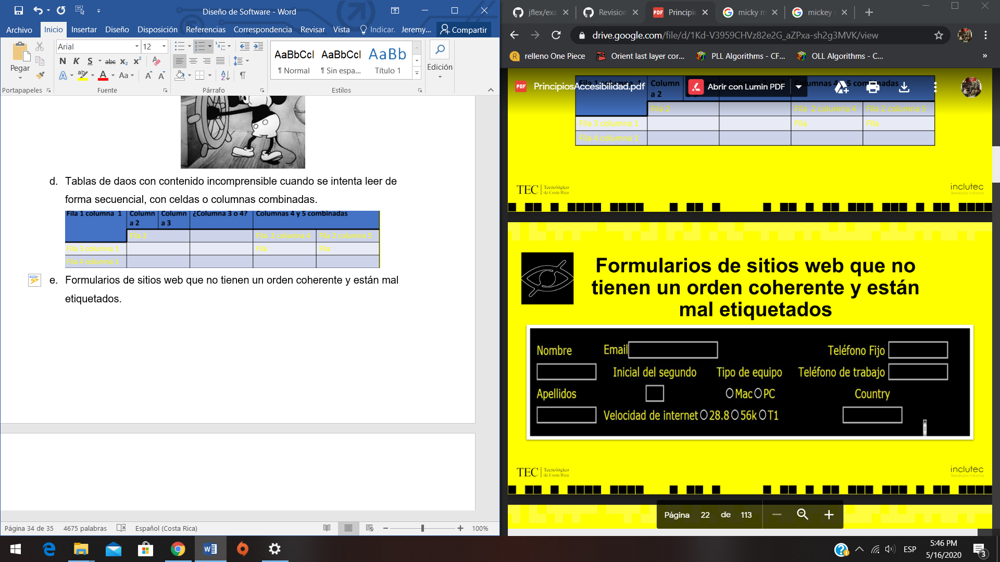 Diseño de Software - Word
Archivo Inicio Insertar Diseño Disposición Referencias Correspondencia Revisar Vista Indicar. Jeremy... Compartir
Pegar
Arial 12
N K S abc x₂ x²
A ab A Aa A A
AaBbCcI AaBbCcI AaBb
¶ Normal ¶ Sin espa... Título 1
Edición
Portapapeles Fuente Párrafo Estilos
d. Tablas de daos con contenido incomprensible cuando se intenta leer de
forma secuencial, con celdas o columnas combinadas.
Fila 1 columna 1 Column a 2 Column a 3 ¿Columna 3 o 4? Columnas 4 y 5 combinadas
Fila 2 Fila 2 columna 4 Fila 2 columna 5
Fila 3 columna 1 Fila Fila
Fila 4 columna 1
e. Formularios de sitios web que no tienen un orden coherente y están mal
etiquetados.
Página 34 de 35 4675 palabras Español (Costa Rica) 100%
jflex/exa Revision PDF Principio micky m mickey
drive.google.com/file/d/1Kd-V3959CHVz82e2G_aZPxa-sh2g3MVK/view
R relleno One Piece Orient last layer cor... PLL Algorithms - CF... OLL Algorithms - C... »
PDF PrincipiosAccesibilidad.pdf Abrir con Lumin PDF
Fila 1 columna 1 Column a 2 Columnas 4 y 5 combinadas
Fila 2 Fila 2 columna 4 Fila 2 columna 5
Fila 3 columna 1 Fila Fila
Fila 4 columna 1
TEC Tecnológico de Costa Rica inclutec
Formularios de sitios web que no
tienen un orden coherente y están
mal etiquetados
Nombre Email Teléfono Fijo
Inicial del segundo Tipo de equipo Teléfono de trabajo
Apellidos Mac PC Country
Velocidad de internet 28.8 56k T1
TEC Tecnológico de Costa Rica inclutec
Página 22 de 113
ESP 5:46 PM
5/16/2020 3